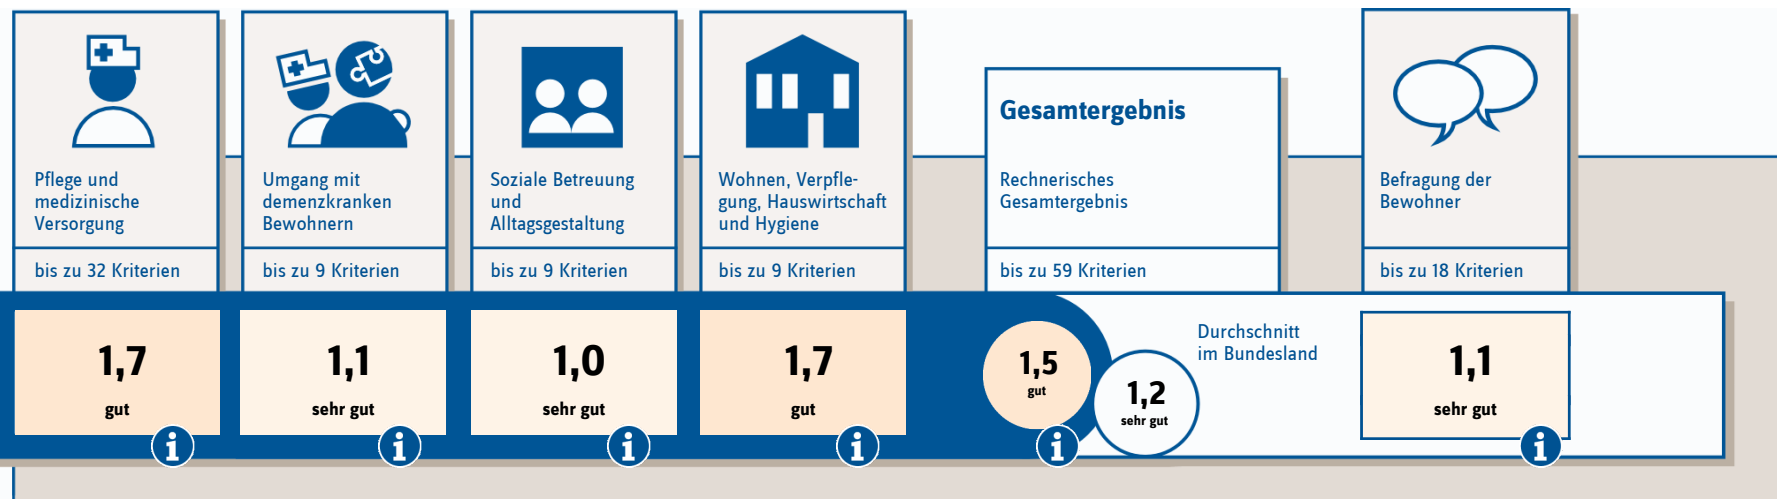 Pflege und
medizinische
Versorgung
bis zu 32 Kriterien
1,7
gut
i
Umgang mit
demenzkranken
Bewohnern
bis zu 9 Kriterien
1,1
sehr gut
i
Soziale Betreuung
und
Alltagsgestaltung
bis zu 9 Kriterien
1,0
sehr gut
i
Wohnen, Verpfle-
gung, Hauswirtschaft
und Hygiene
bis zu 9 Kriterien
1,7
gut
i
Gesamtergebnis
Rechnerisches
Gesamtergebnis
bis zu 59 Kriterien
1,5
gut
i
1,2
sehr gut
Durchschnitt
im Bundesland
Befragung der
Bewohner
bis zu 18 Kriterien
1,1
sehr gut
i